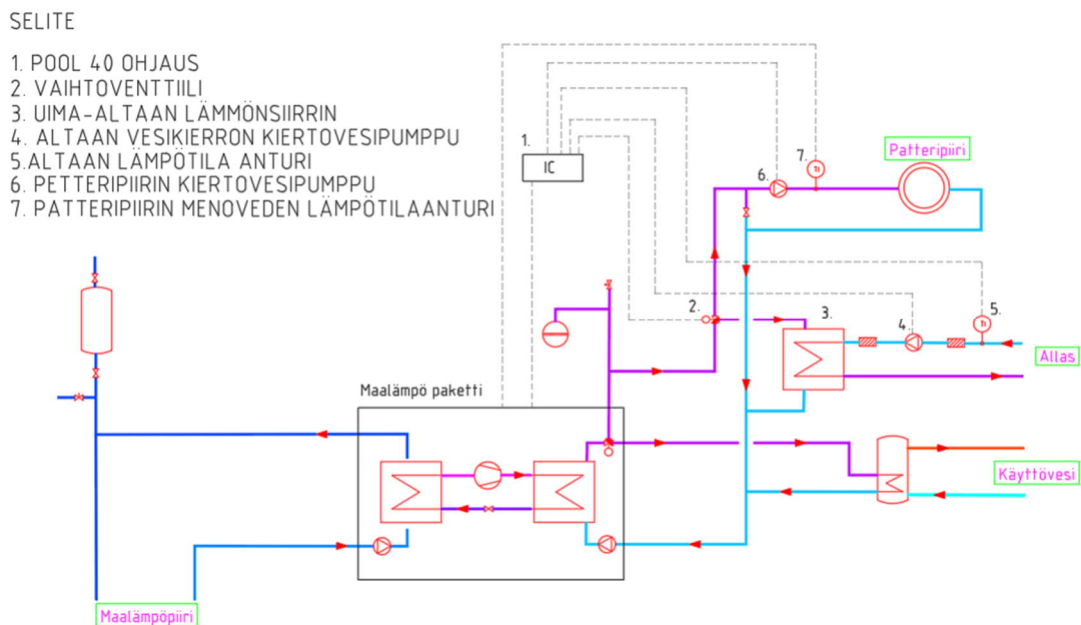 SELITE
1. POOL 40 OHJAUS
2. VAIHTOVENTTIILI
3. UIMA-ALTAAN LÄMMÖNSIIRRIN
4. ALTAAN VESIKIERRON KIERTOVESIPUMPPU
5.ALTAAN LÄMPÖTILA ANTURI
6. PETTERIPIIRIN KIERTOVESIPUMPPU
7. PATTERIPIIRIN MENOVEDEN LÄMPÖTILAANTURI
1.
IC
7.
TI
6.
Patteripiiri
2.
3.
4.
5.
TI
Allas
Maalämpö paketti
Käyttövesi
Maalämpöpiiri